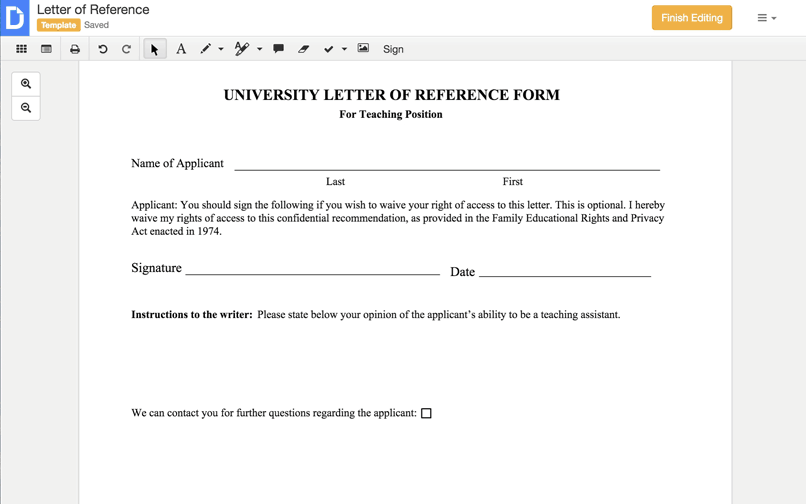 Letter of Reference
Template Saved
Finish Editing
A Sign
UNIVERSITY LETTER OF REFERENCE FORM
For Teaching Position
Name of Applicant
Last First
Applicant: You should sign the following if you wish to waive your right of access to this letter. This is optional. I hereby
waive my rights of access to this confidential recommendation, as provided in the Family Educational Rights and Privacy
Act enacted in 1974.
Signature Date
Instructions to the writer: Please state below your opinion of the applicant’s ability to be a teaching assistant.
We can contact you for further questions regarding the applicant: